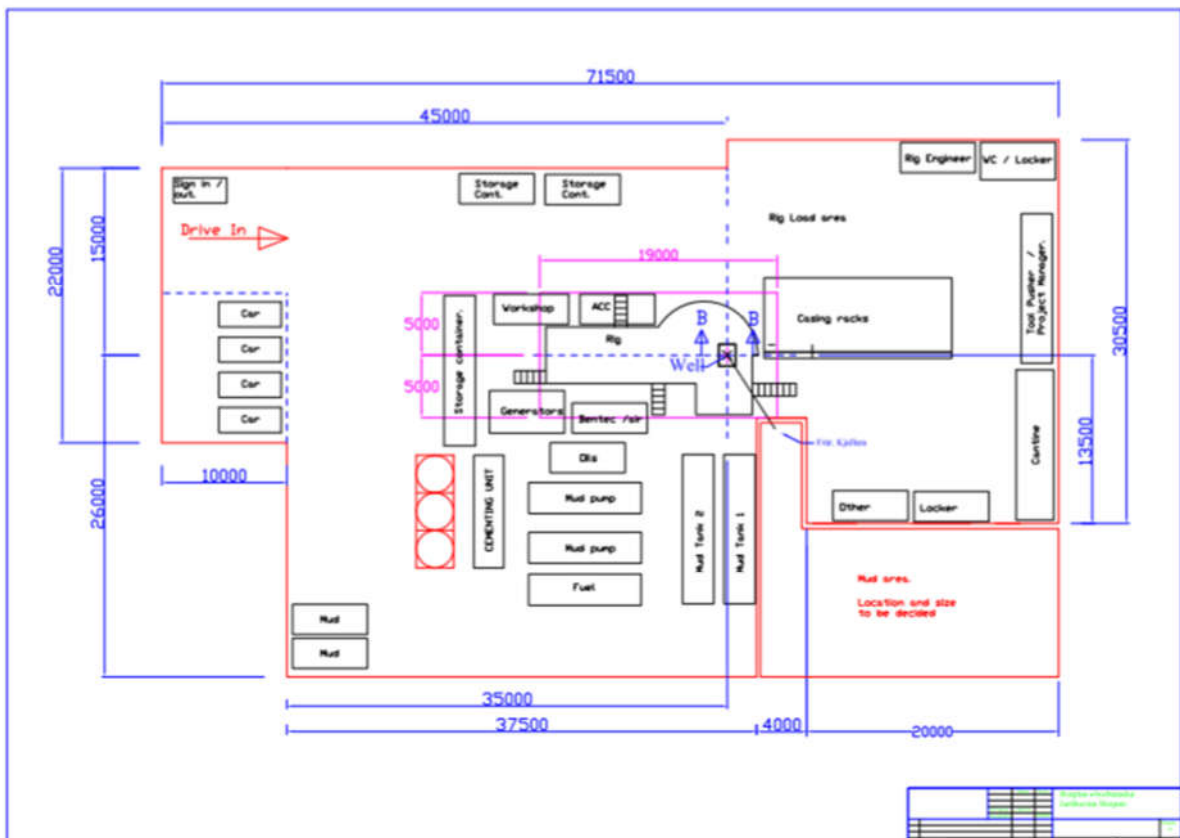 71500
45000
Rig Engineer
WC / Locker
Sign in /
out.
Storage
Cont.
Storage
Cont.
Drive In
Rig Load area
Tool Pusher /
Project Manager.
19000
15000
22000
30500
5000
5000
Storage container.
Workshop
ACC
Rig
B
B
Casing racks
Well
Car
Car
Car
Car
Generators
Bentec /air
Cantine
13500
10000
26000
CEMENTING UNIT
Mud pump
Mud pump
Fuel
Mud Tank 2
Mud Tank 1
Other
Locker
Mud area.
Location and size
to be decided
Mud
Mud
35000
37500
4000
20000